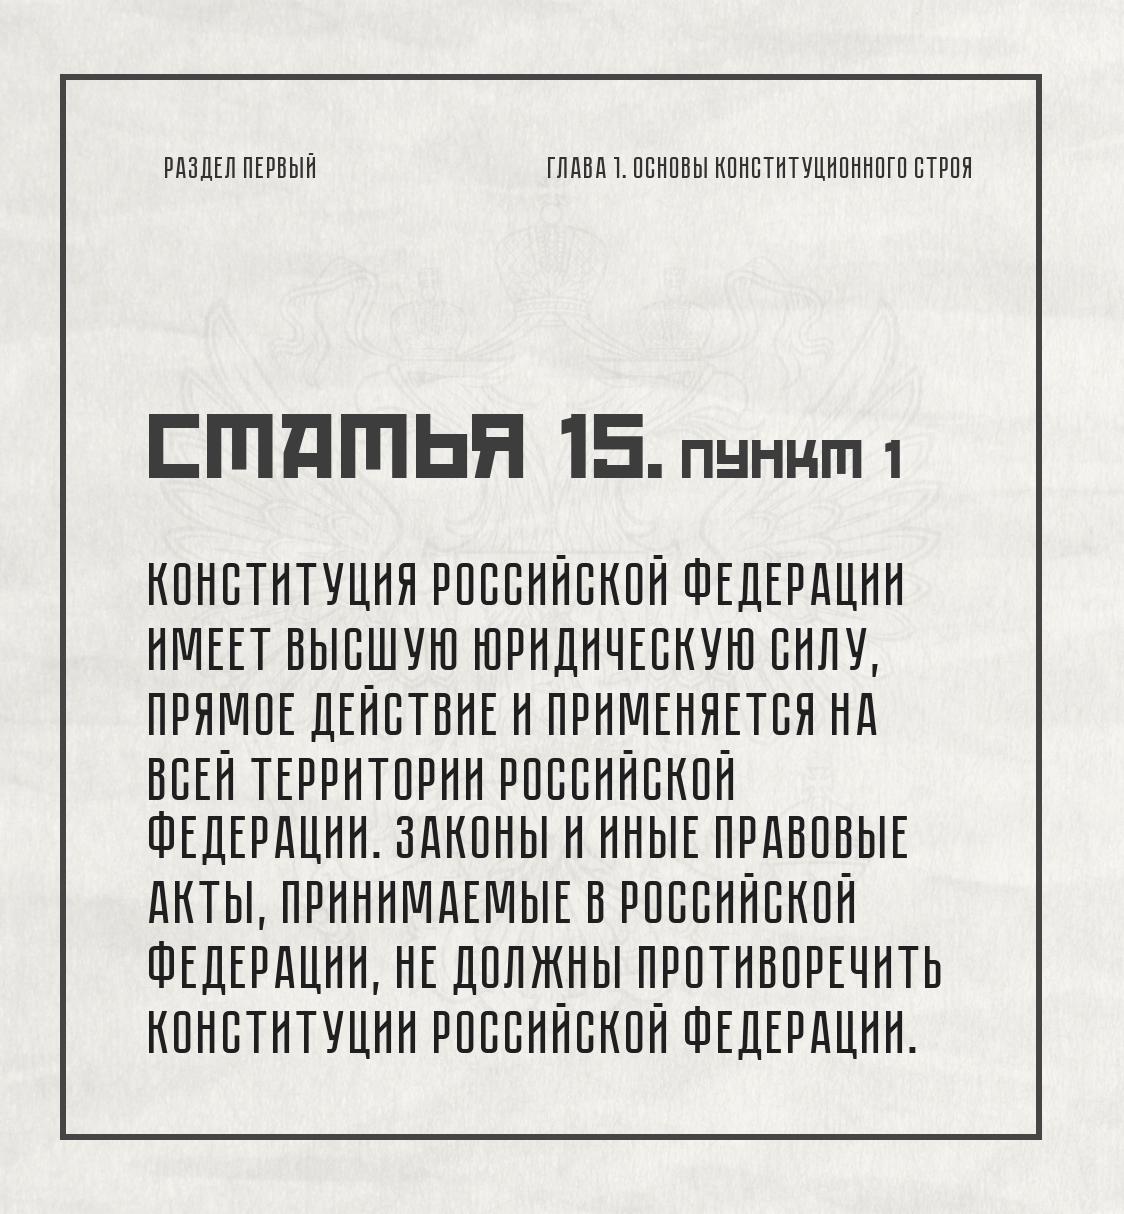 РАЗДЕЛ ПЕРВЫЙ
ГЛАВА 1. ОСНОВЫ КОНСТИТУЦИОННОГО СТРОЯ
СТАТЬЯ 15. ПУНКТ 1
КОНСТИТУЦИЯ РОССИЙСКОЙ ФЕДЕРАЦИИ
ИМЕЕТ ВЫСШУЮ ЮРИДИЧЕСКУЮ СИЛУ,
ПРЯМОЕ ДЕЙСТВИЕ И ПРИМЕНЯЕТСЯ НА
ВСЕЙ ТЕРРИТОРИИ РОССИЙСКОЙ
ФЕДЕРАЦИИ. ЗАКОНЫ И ИНЫЕ ПРАВОВЫЕ
АКТЫ, ПРИНИМАЕМЫЕ В РОССИЙСКОЙ
ФЕДЕРАЦИИ, НЕ ДОЛЖНЫ ПРОТИВОРЕЧИТЬ
КОНСТИТУЦИИ РОССИЙСКОЙ ФЕДЕРАЦИИ.